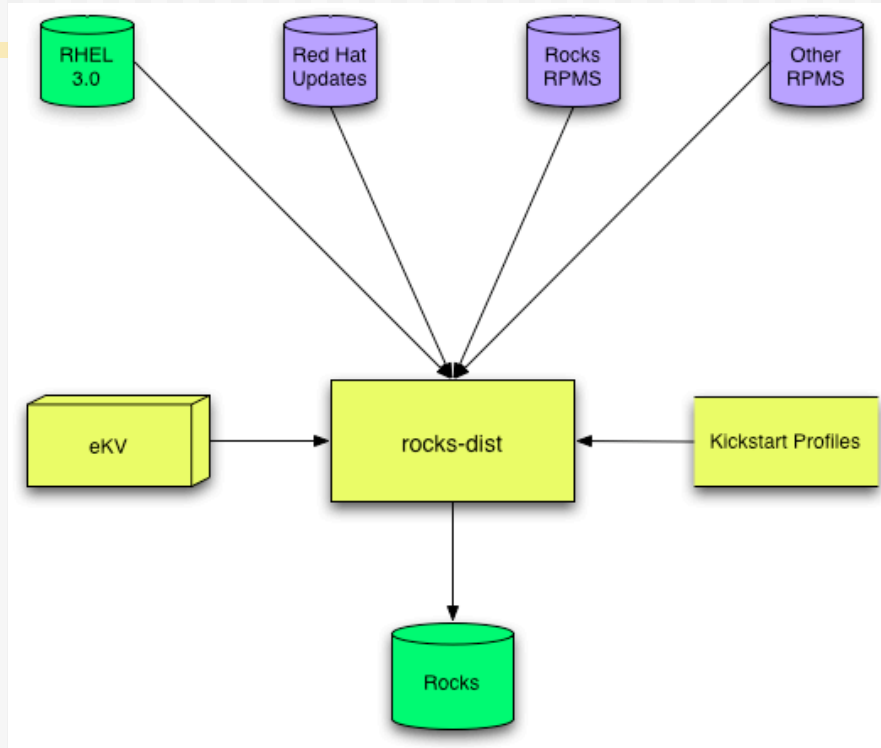 RHEL
3.0
Red Hat
Updates
Rocks
RPMS
Other
RPMS
eKV
rocks-dist
Kickstart Profiles
Rocks